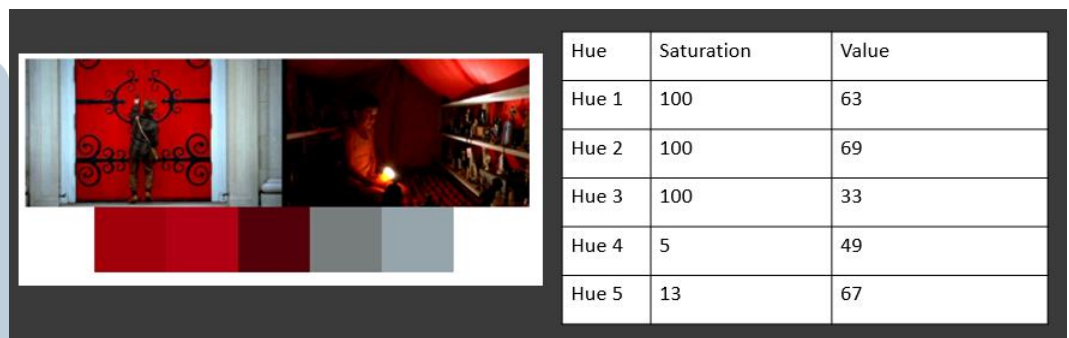 Hue Saturation Value
Hue 1 100 63
Hue 2 100 69
Hue 3 100 33
Hue 4 5 49
Hue 5 13 67